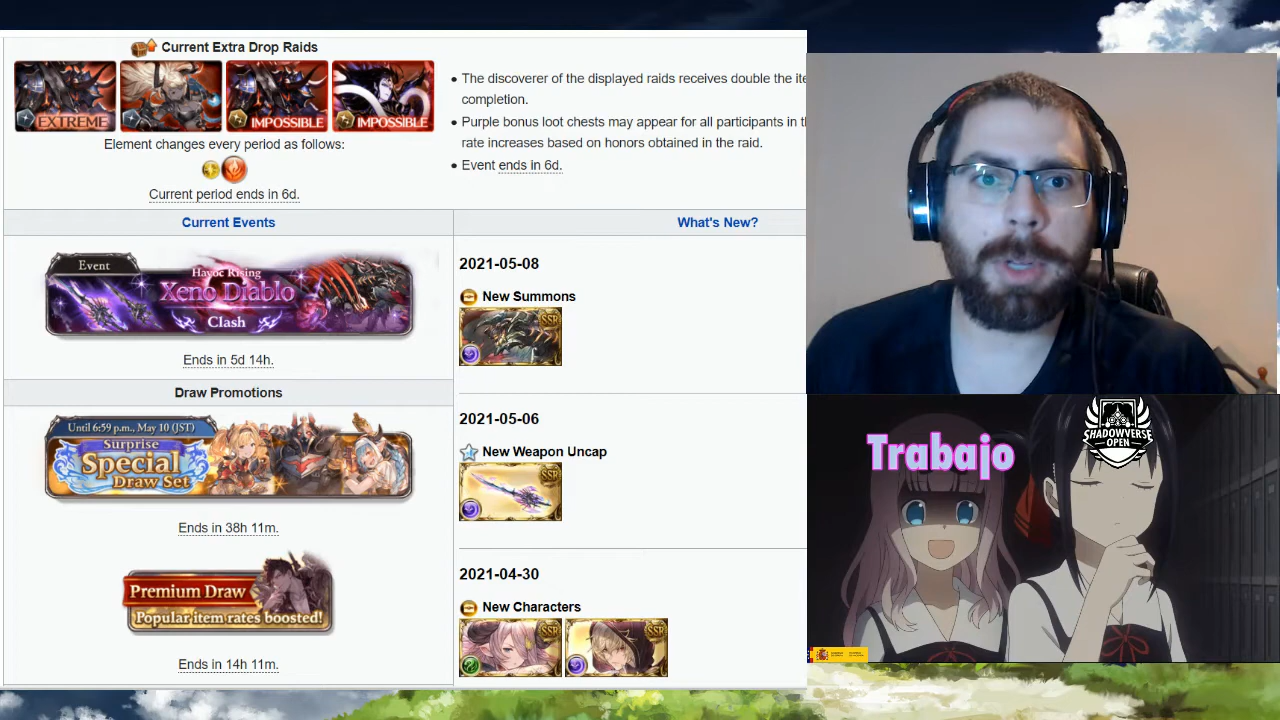 Current Extra Drop Raids
EXTREME
IMPOSSIBLE
IMPOSSIBLE
Element changes every period as follows:
Current period ends in 6d.
The discoverer of the displayed raids receives double the ite
completion.
Purple bonus loot chests may appear for all participants in th
rate increases based on honors obtained in the raid.
Event ends in 6d.
Current Events
Event
Havoc Rising
Xeno Diablo
Clash
Ends in 5d 14h.
Draw Promotions
Until 6:59 p.m., May 10 (JST)
Surprise
Special
Draw Set
Ends in 38h 11m.
Premium Draw
Popular item rates boosted!
Ends in 14h 11m.
What's New?
2021-05-08
New Summons
SSR
2021-05-06
New Weapon Uncap
SSR
2021-04-30
New Characters
SSR
SSR
Trabajo
SHADOWVERSE
OPEN